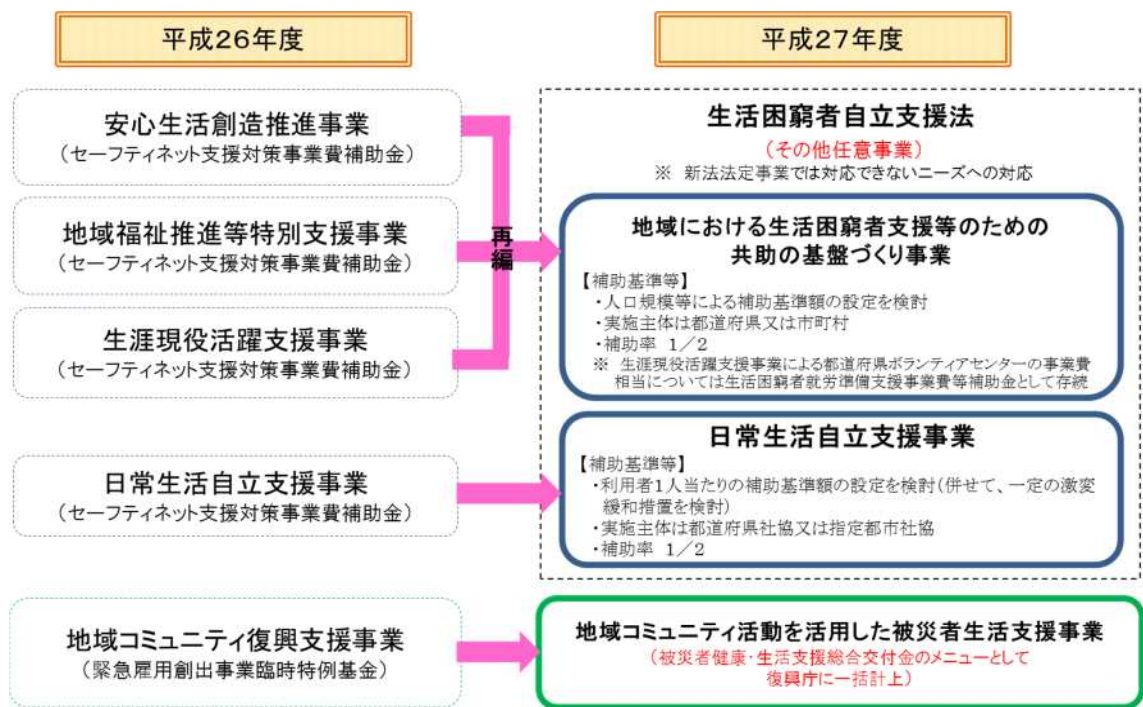 平成26年度
平成27年度
安心生活創造推進事業
(セーフティネット支援対策事業費補助金)
地域福祉推進等特別支援事業
(セーフティネット支援対策事業費補助金)
生涯現役活躍支援事業
(セーフティネット支援対策事業費補助金)
再編
生活困窮者自立支援法
(その他任意事業)
※ 新法法定事業では対応できないニーズへの対応
地域における生活困窮者支援等のための
共助の基盤づくり事業
【補助基準等】
・人口規模等による補助基準額の設定を検討
・実施主体は都道府県又は市町村
・補助率 1/2
※ 生涯現役活躍支援事業による都道府県ボランティアセンターの事業費
相当については生活困窮者就労準備支援事業費等補助金として存続
日常生活自立支援事業
(セーフティネット支援対策事業費補助金)
日常生活自立支援事業
【補助基準等】
・利用者1人当たりの補助基準額の設定を検討(併せて、一定の激変
緩和措置を検討)
・実施主体は都道府県社協又は指定都市社協
・補助率 1/2
地域コミュニティ復興支援事業
(緊急雇用創出事業臨時特例基金)
地域コミュニティ活動を活用した被災者生活支援事業
(被災者健康・生活支援総合交付金のメニューとして
復興庁に一括計上)